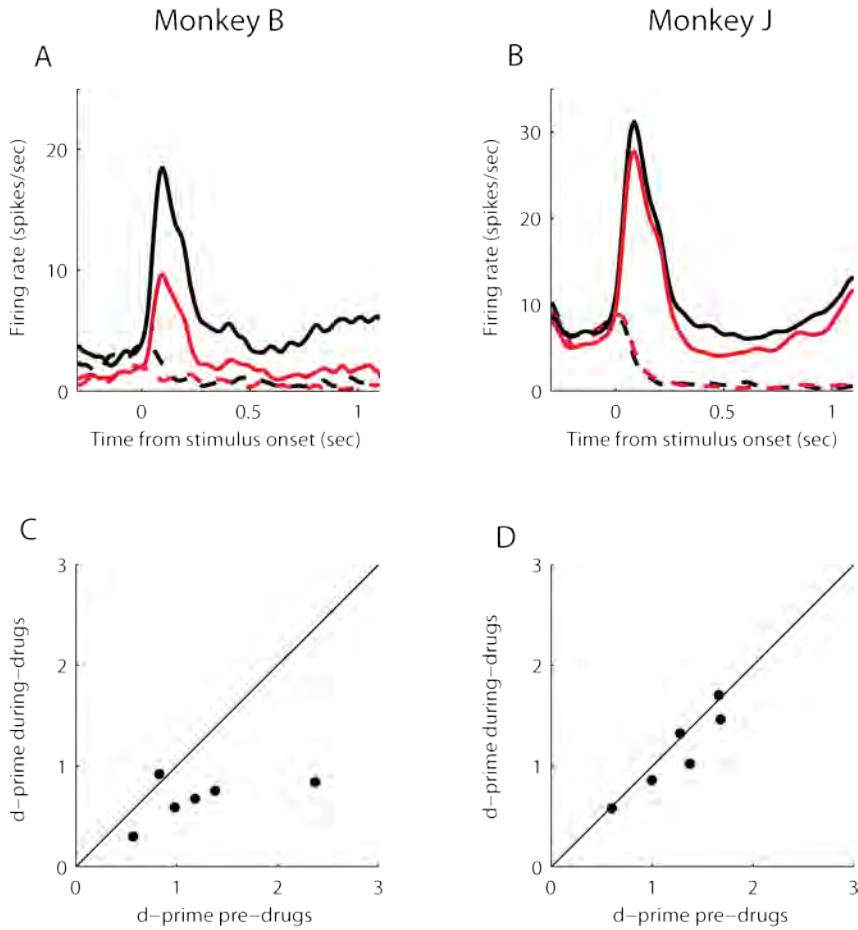 Monkey B
Monkey J
A
B
Firing rate (spikes/sec)
20
10
0
0
0.5
1
Time from stimulus onset (sec)
Firing rate (spikes/sec)
30
20
10
0
0
0.5
1
Time from stimulus onset (sec)
C
D
d–prime during–drugs
3
2
1
0
0
1
2
3
d–prime pre–drugs
d–prime during–drugs
3
2
1
0
0
1
2
3
d–prime pre–drugs